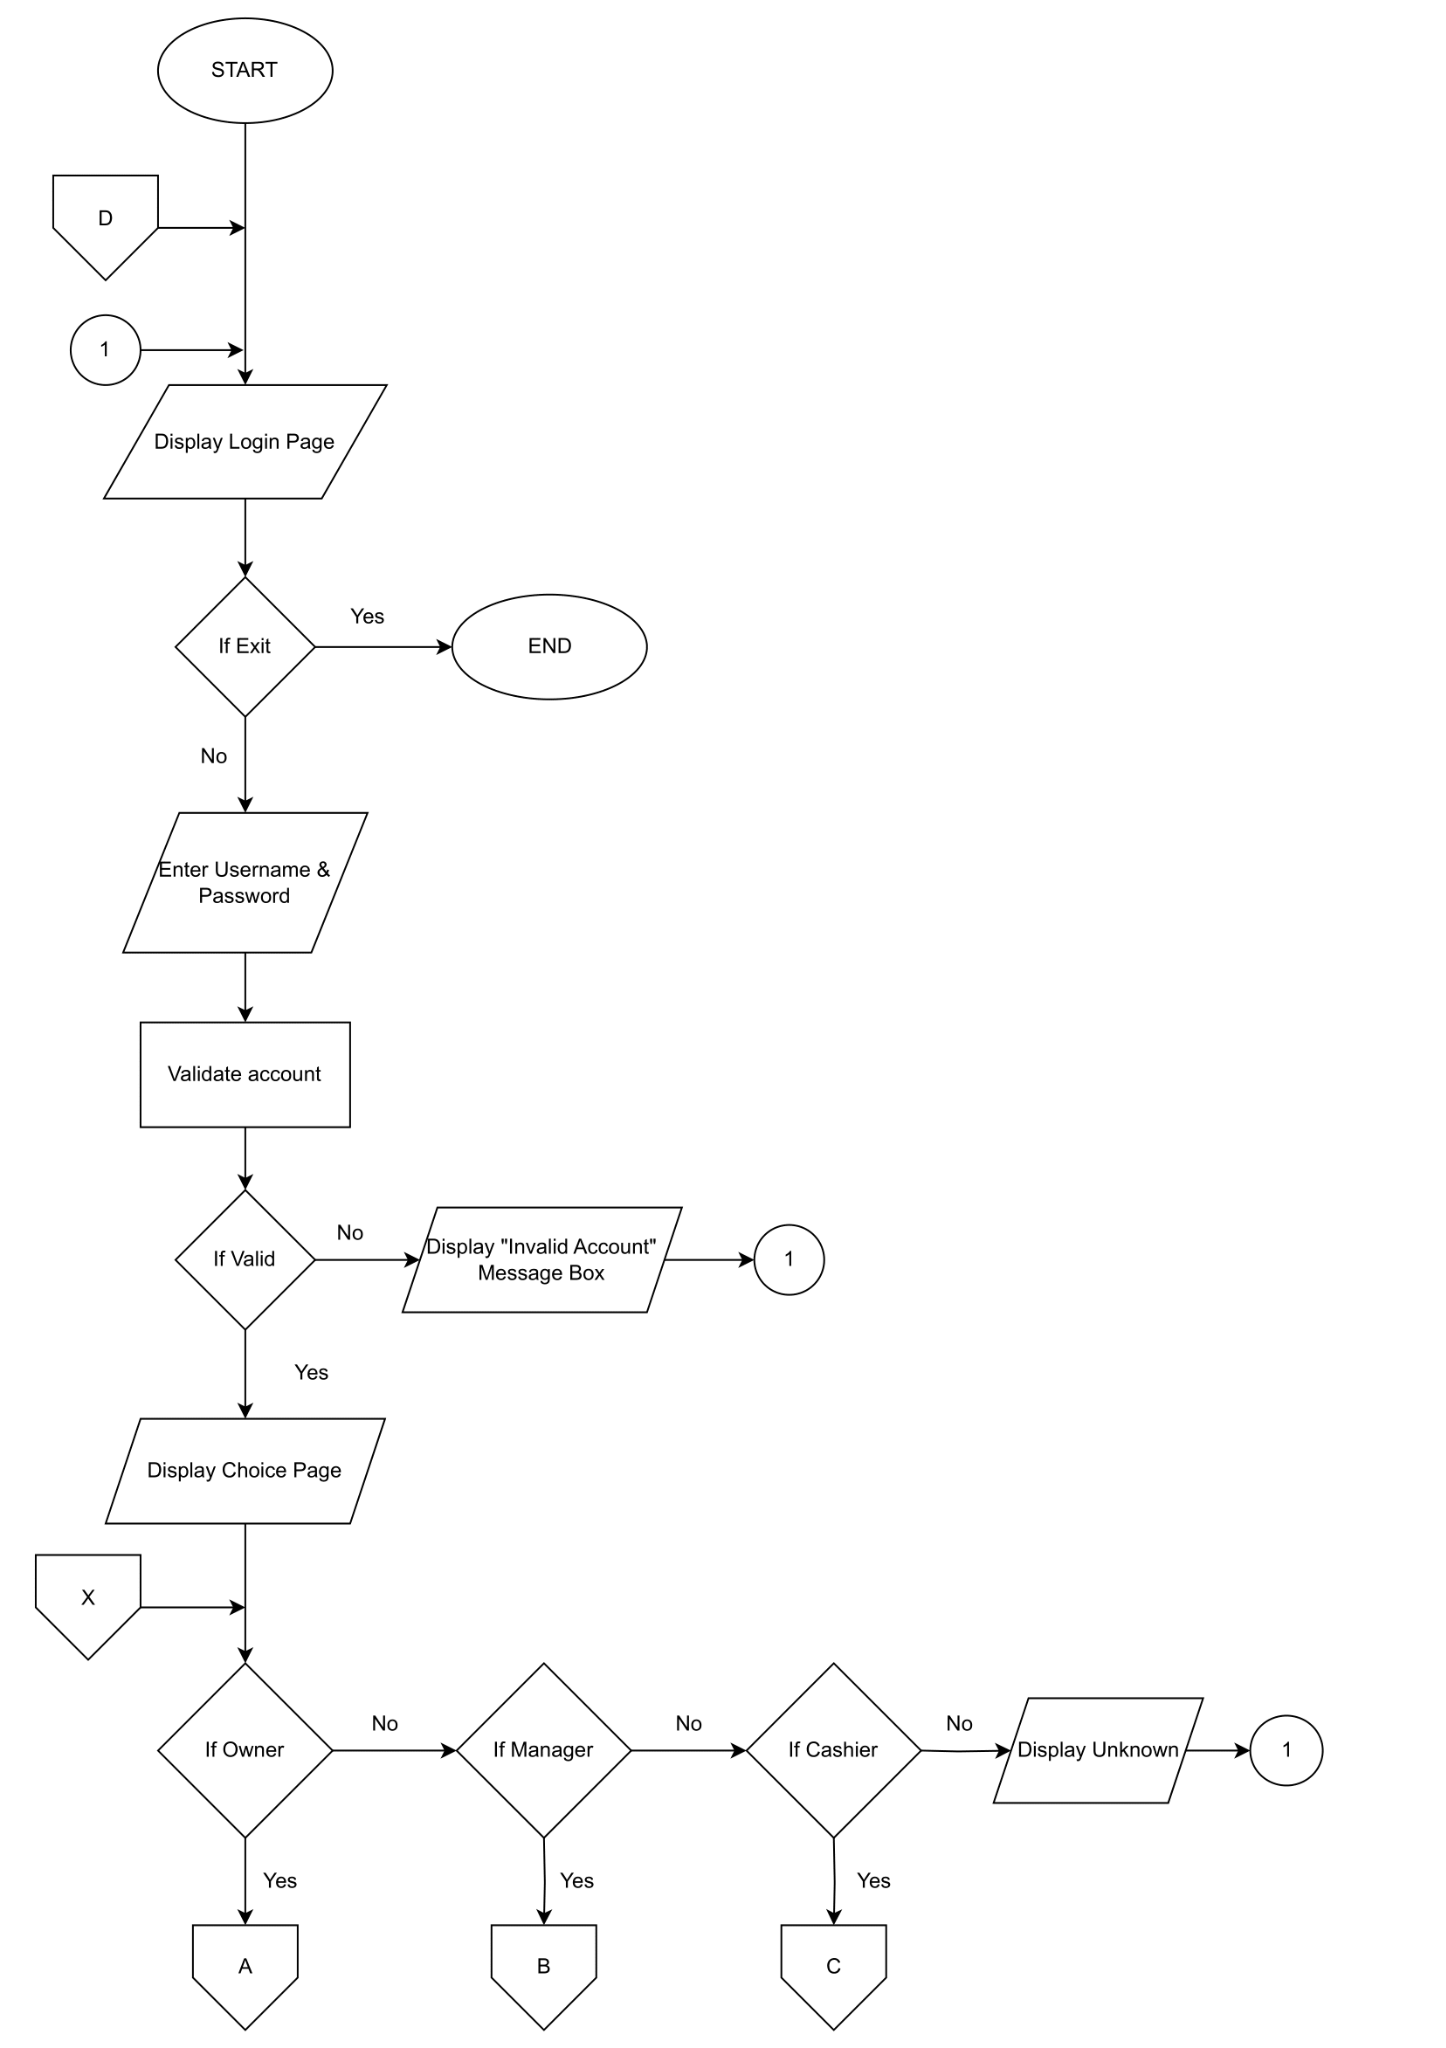 START
D
1
Display Login Page
If Exit
Yes
END
No
Enter Username &
Password
Validate account
If Valid
No
Display "Invalid Account"
Message Box
1
Yes
Display Choice Page
X
If Owner
No
If Manager
No
If Cashier
No
Display Unknown
1
Yes
Yes
Yes
A
B
C